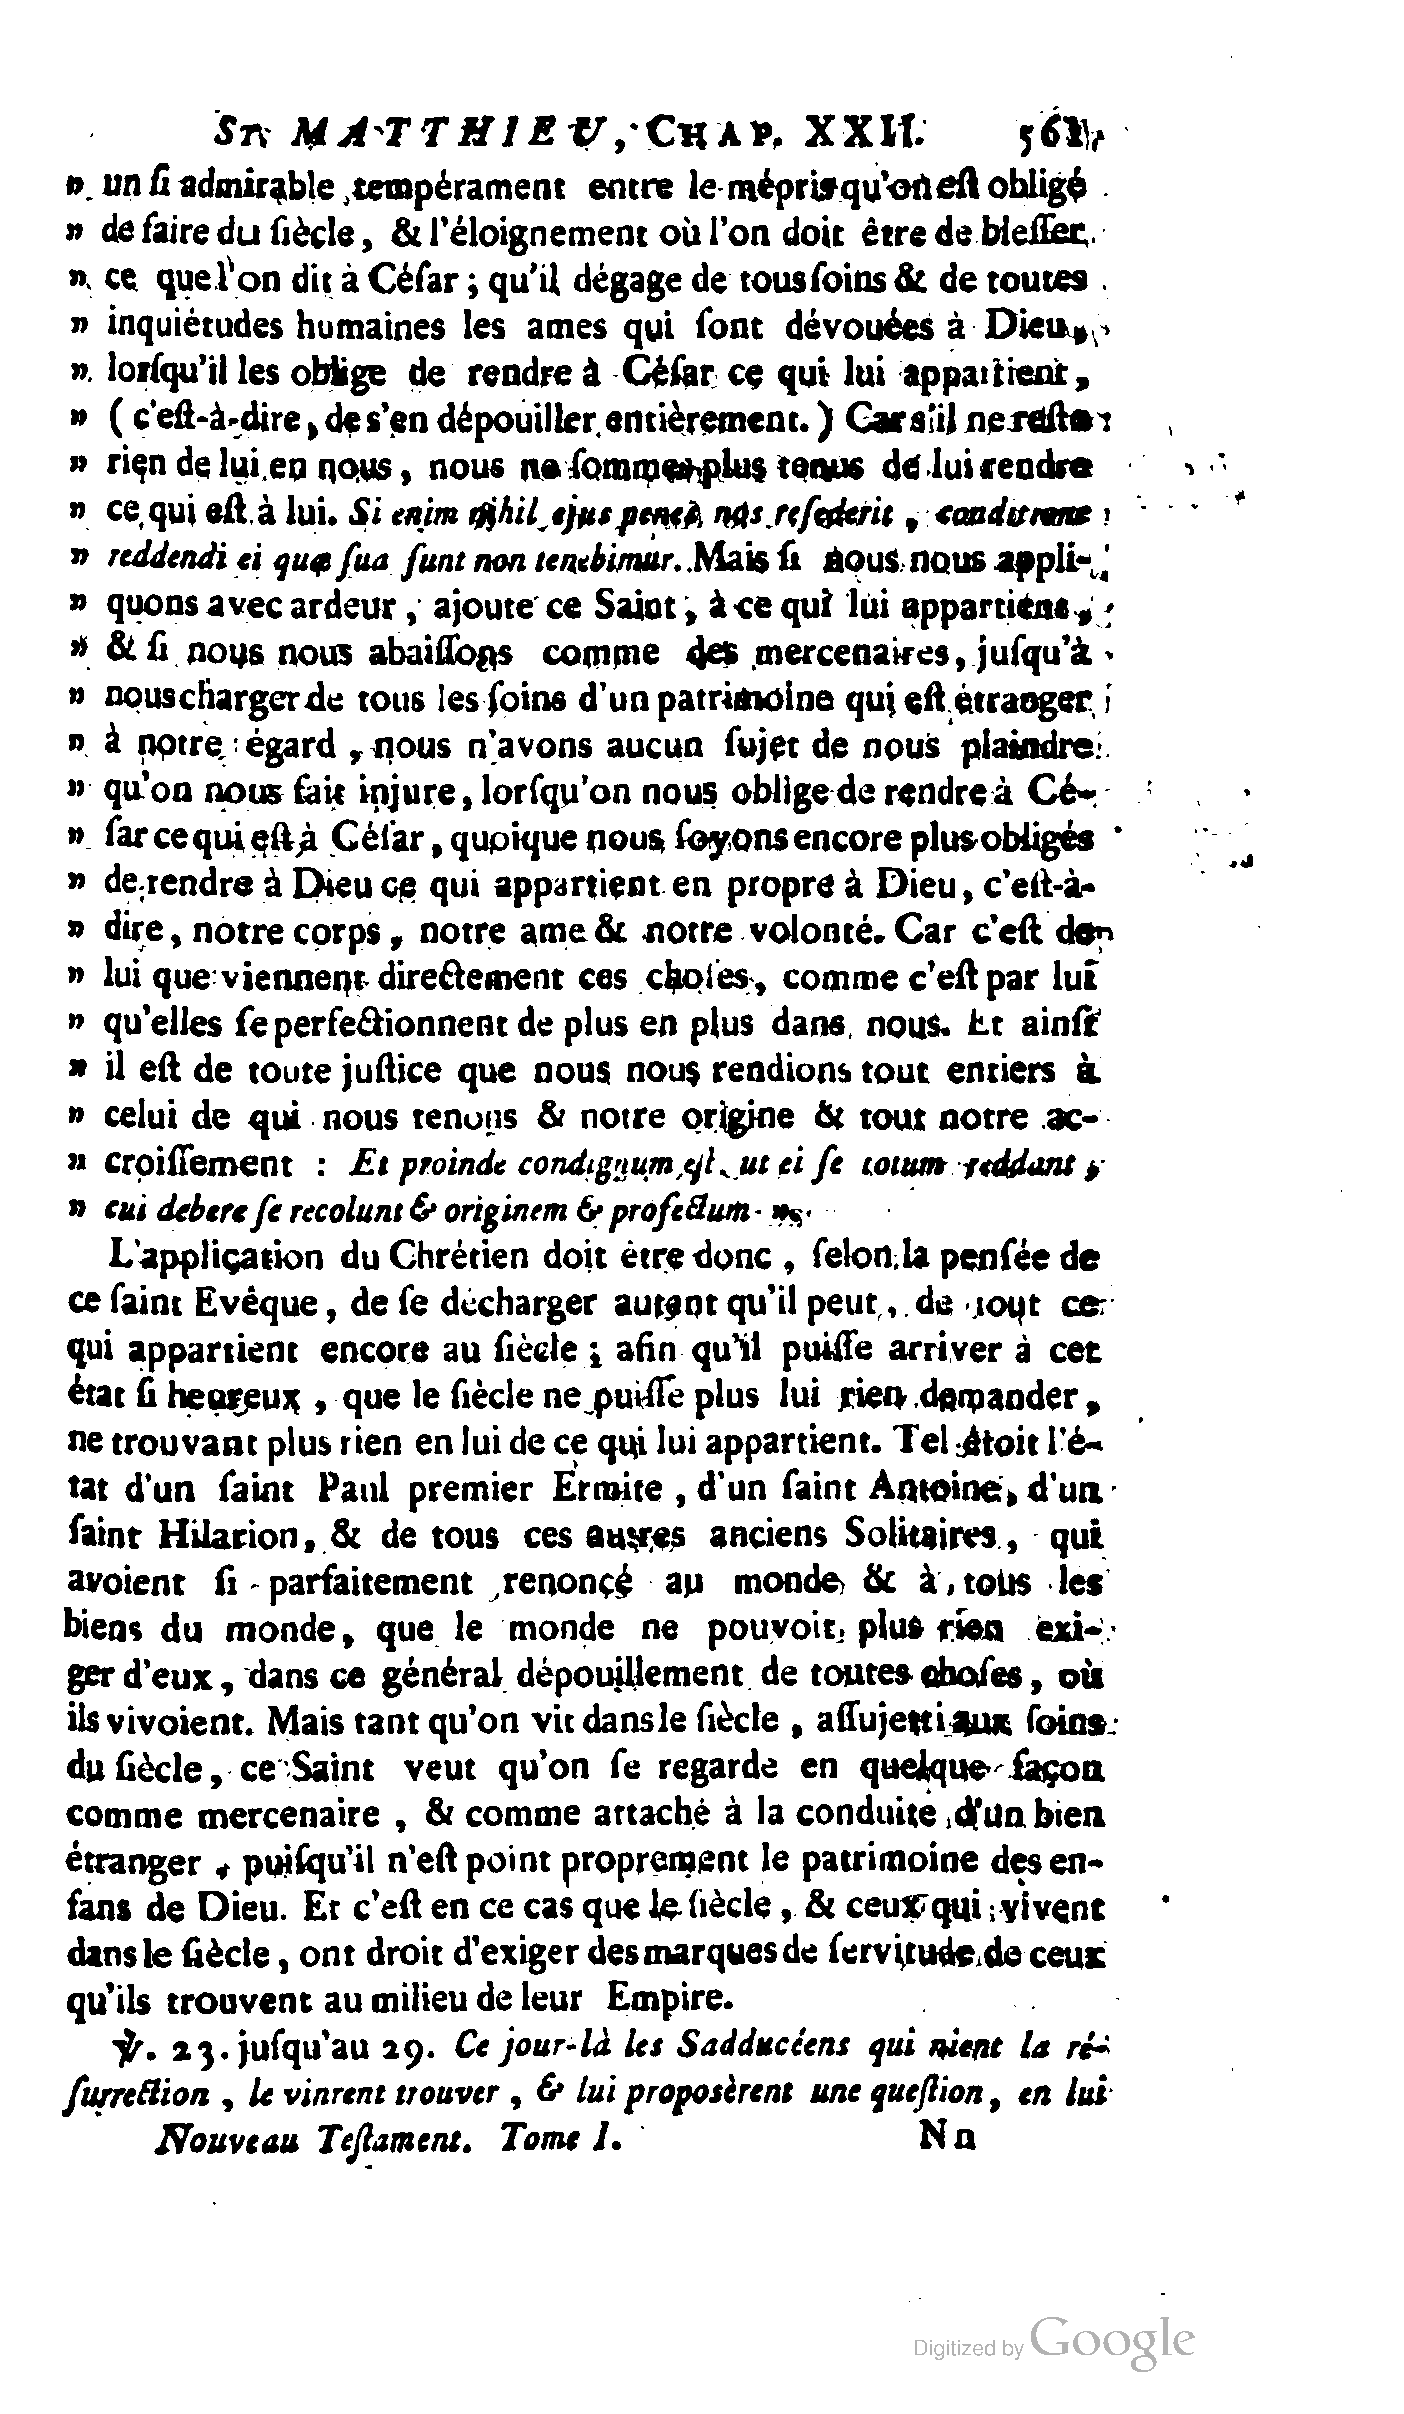 ST. MATTHIEU, CHAP. XXII. 561
" un ſi admirable tempérament entre le mépris qu'on eſt obligé
" de faire du ſiècle, & l'éloignement où l'on doit être de bleſſer
" ce que l'on dit à Céſar ; qu'il dégage de tous ſoins & de toutes
" inquiétudes humaines les ames qui ſont dévouées à Dieu,
" lorſqu'il les oblige de rendre à Céſar ce qui lui appartient,
" ( c'eſt-à-dire, de s'en dépouiller entièrement. ) Car s'il ne reſte
" rien de lui en nous, nous ne ſommes plus tenus de lui rendre
" ce qui eſt à lui. Si enim nihil ejus penes nos reſederit, conditione
" reddendi ei quæ ſua ſunt non tenebimur. Mais ſi nous nous appli-
" quons avec ardeur, ajoute ce Saint, à ce qui lui appartient,
" & ſi nous nous abaiſſons comme des mercenaires, juſqu'à
" nous charger de tous les ſoins d'un patrimoine qui eſt étranger
" à notre égard, nous n'avons aucun ſujet de nous plaindre
" qu'on nous fait injure, lorſqu'on nous oblige de rendre à Cé-
" ſar ce qui eſt à Céſar, quoique nous ſoyons encore plus obligés
" de rendre à Dieu ce qui appartient en propre à Dieu, c'eſt-à-
" dire, notre corps, notre ame & notre volonté. Car c'eſt de
" lui que viennent directement ces choſes, comme c'eſt par lui
" qu'elles ſe perfectionnent de plus en plus dans nous. Et ainſi
" il eſt de toute juſtice que nous nous rendions tout entiers à
" celui de qui nous tenons & notre origine & tout notre ac-
" croiſſement : Et proinde condignum eſt, ut ei ſe totum reddant,
" cui debere ſe recolunt & originem & profectum ".
L'application du Chrétien doit être donc, ſelon la penſée de
ce ſaint Evêque, de ſe décharger autant qu'il peut, de tout ce
qui appartient encore au ſiècle ; afin qu'il puiſſe arriver à cet
état ſi heureux, que le ſiècle ne puiſſe plus lui rien demander,
ne trouvant plus rien en lui de ce qui lui appartient. Tel étoit l'é-
tat d'un ſaint Paul premier Ermite, d'un ſaint Antoine, d'un
ſaint Hilarion, & de tous ces autres anciens Solitaires, qui
avoient ſi parfaitement renoncé au monde & à tous les
biens du monde, que le monde ne pouvoit plus rien exi-
ger d'eux, dans ce général dépouillement de toutes choſes, où
ils vivoient. Mais tant qu'on vit dans le ſiècle, aſſujetti aux ſoins
du ſiècle, ce Saint veut qu'on ſe regarde en quelque façon
comme mercenaire, & comme attaché à la conduite d'un bien
étranger, puiſqu'il n'eſt point proprement le patrimoine des en-
fans de Dieu. Et c'eſt en ce cas que le ſiècle, & ceux qui vivent
dans le ſiècle, ont droit d'exiger des marques de ſervitude de ceux
qu'ils trouvent au milieu de leur Empire.
℣. 23. juſqu'au 29. Ce jour-là les Sadducéens qui nient la ré-
ſurrection, le vinrent trouver, & lui propoſèrent une queſtion, en lui
Nouveau Teſtament. Tome I. Nn
Digitized by Google